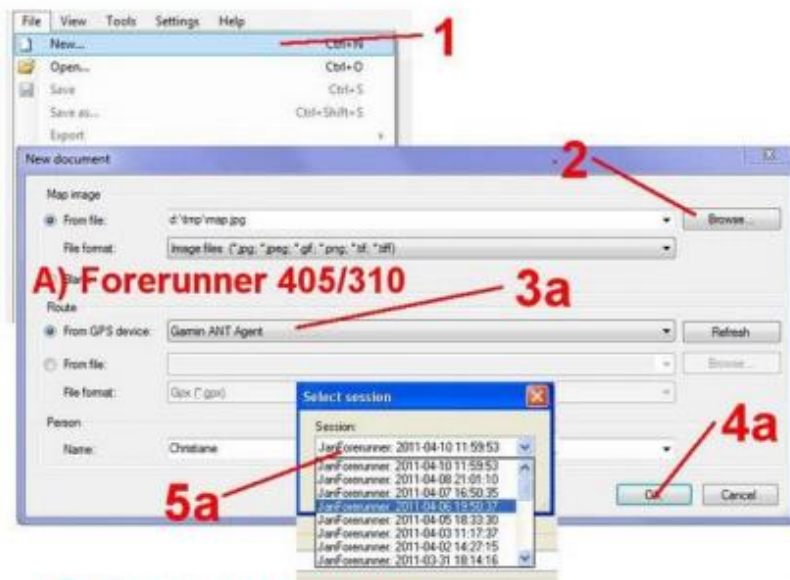 File View Tools Settings Help
New... Ctrl+N 1
Open... Ctrl+O
Save Ctrl+S
Save as... Ctrl+Shift+S
Export
New document
2
Map image
From file: d:\tmp\map.jpg Browse...
File format: Image files (*.jpg; *.jpeg; *.gif; *.png; *.tif; *.tiff)
A) Forerunner 405/310
3a
Route
From GPS device: Garmin ANT Agent Refresh
From file: Browse...
File format: Gpx (*.gpx)
Select session
Person
Session:
Name: Christiane
JanForerunner: 2011-04-10 11:59:53
4a
JanForerunner: 2011-04-10 11:59:53
JanForerunner: 2011-04-08 21:01:10
JanForerunner: 2011-04-07 16:50:35
5a
JanForerunner: 2011-04-06 19:50:37
OK Cancel
JanForerunner: 2011-04-05 18:33:30
JanForerunner: 2011-04-03 11:17:37
JanForerunner: 2011-04-02 14:27:15
JanForerunner: 2011-03-31 18:14:16